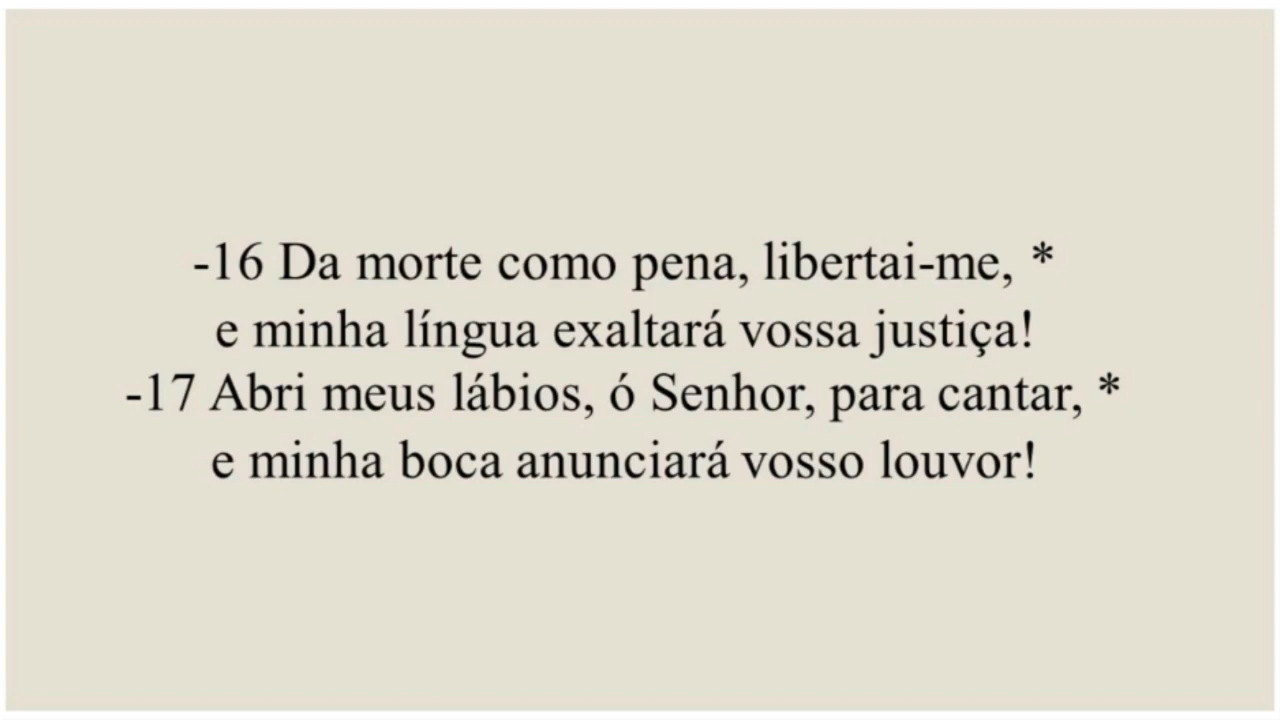 -16 Da morte como pena, libertai-me, *
e minha língua exaltará vossa justiça!
-17 Abri meus lábios, ó Senhor, para cantar, *
e minha boca anunciará vosso louvor!